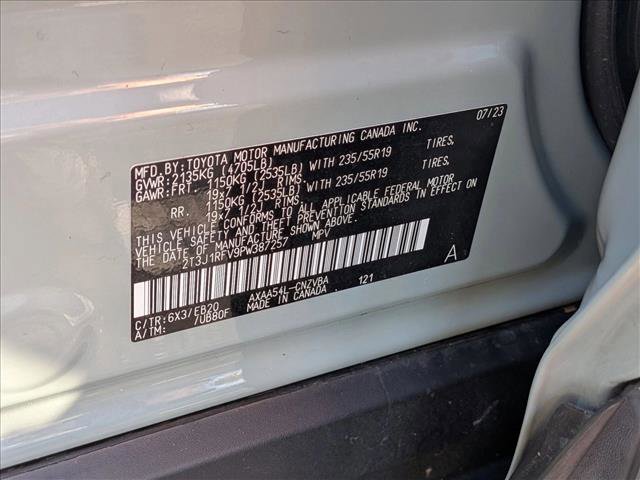 MFD.BY:TOYOTA MOTOR MANUFACTURING CANADA INC. 07/23
GVWR: 2135KG (4705LB)
GAWR:FRT. 1150KG (2535LB) WITH 235/55R19 TIRES,
19x7 1/2J RIMS.
RR. 1150KG (2535LB) WITH 235/55R19 TIRES,
19x7 1/2J RIMS.
THIS VEHICLE CONFORMS TO ALL APPLICABLE FEDERAL MOTOR
VEHICLE SAFETY AND THEFT PREVENTION STANDARDS IN EFFECT ON
THE DATE OF MANUFACTURE SHOWN ABOVE.
2T3J1RFV9PW387257 MPV A
C/TR:6X3/EB20 AXAA54L-CNZVBA 121
A/TM: 7UB80F MADE IN CANADA